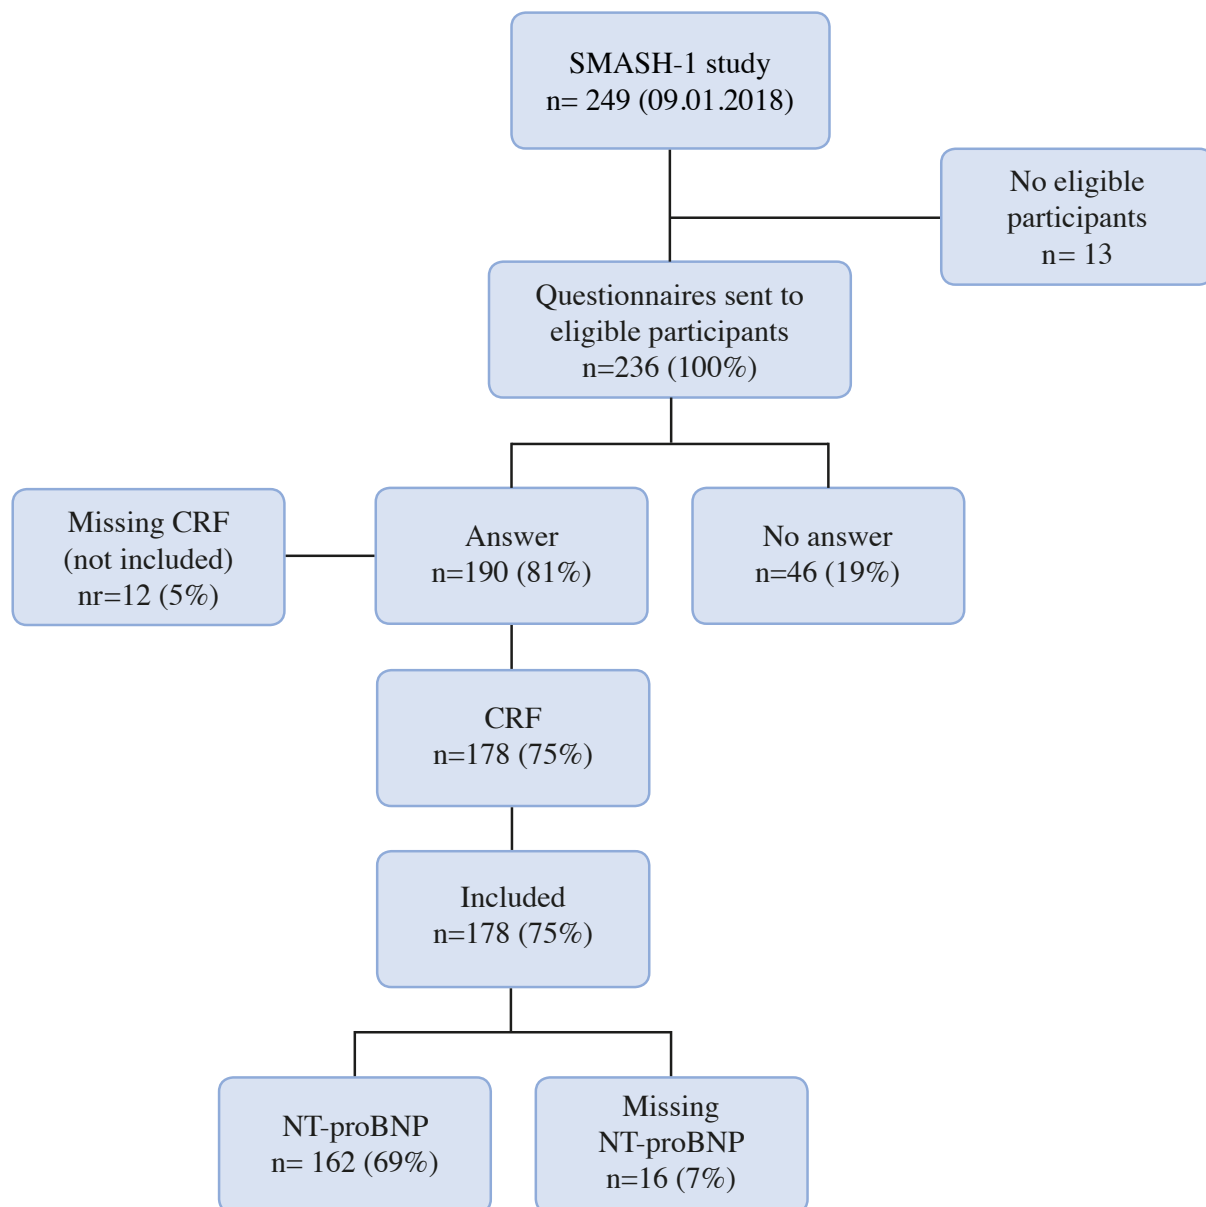 SMASH-1 study
n= 249 (09.01.2018)
No eligible
participants
n= 13
Questionnaires sent to
eligible participants
n=236 (100%)
Missing CRF
(not included)
nr=12 (5%)
Answer
n=190 (81%)
No answer
n=46 (19%)
CRF
n=178 (75%)
Included
n=178 (75%)
NT-proBNP
n= 162 (69%)
Missing
NT-proBNP
n=16 (7%)